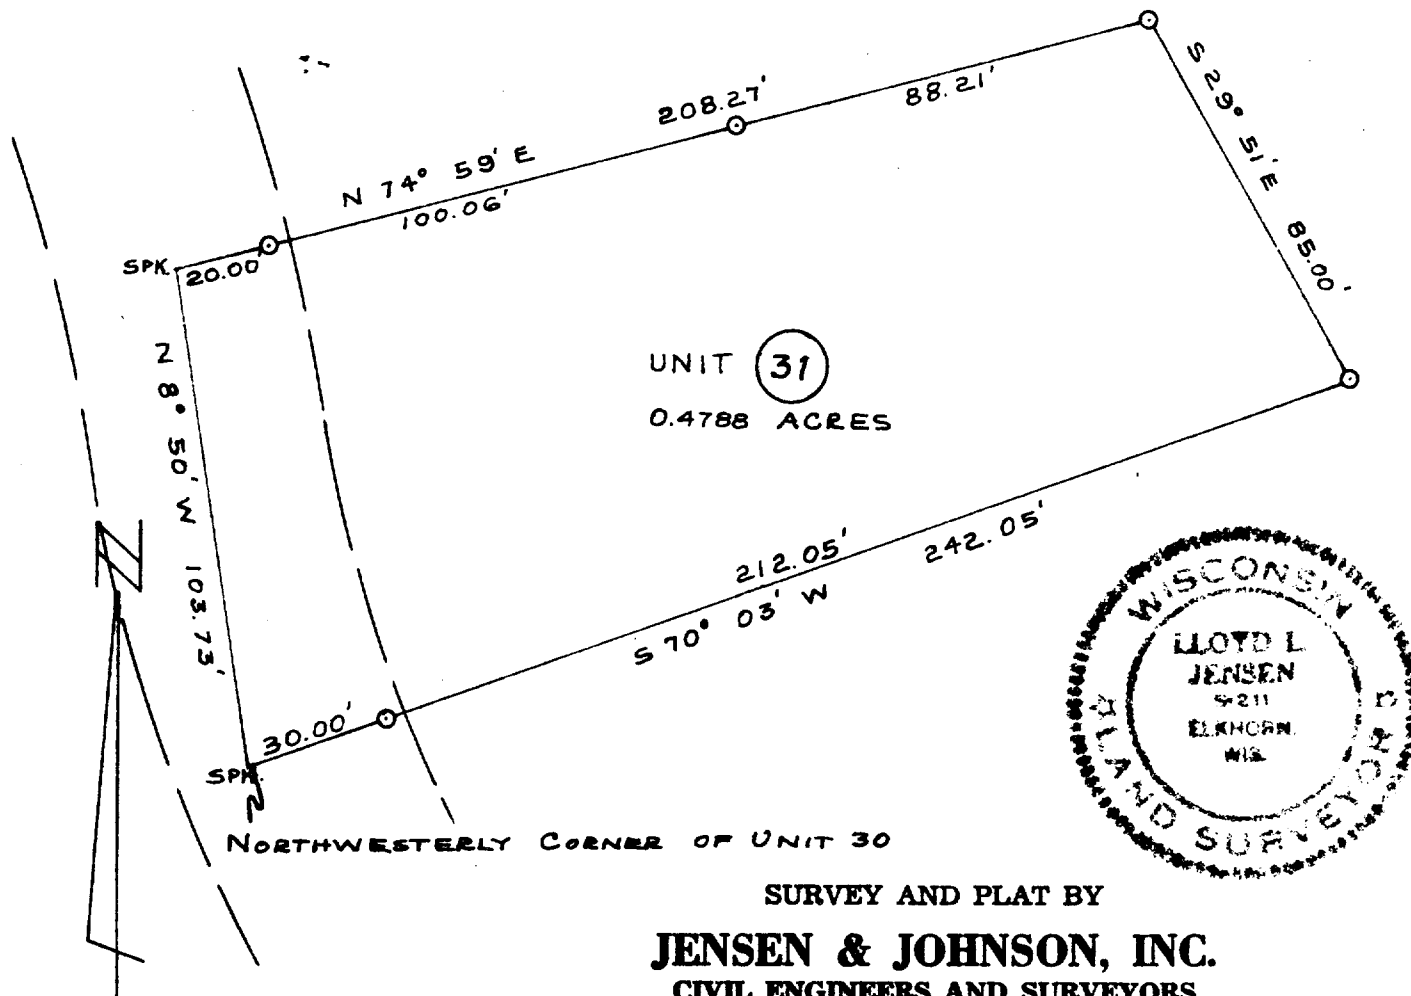 208.27'
88.21'
S 29° 51' E 85.00'
N 74° 59' E
100.06'
SPK.
20.00'
N 8° 50' W 103.73'
UNIT 31
0.4788 ACRES
N
212.05'
242.05'
S 70° 03' W
30.00'
SPK.
NORTHWESTERLY CORNER OF UNIT 30
WISCONSIN
LLOYD L.
JENSEN
S-211
ELKHORN,
WIS.
LAND SURVEYOR
SURVEY AND PLAT BY
JENSEN & JOHNSON, INC.
CIVIL ENGINEERS AND SURVEYORS